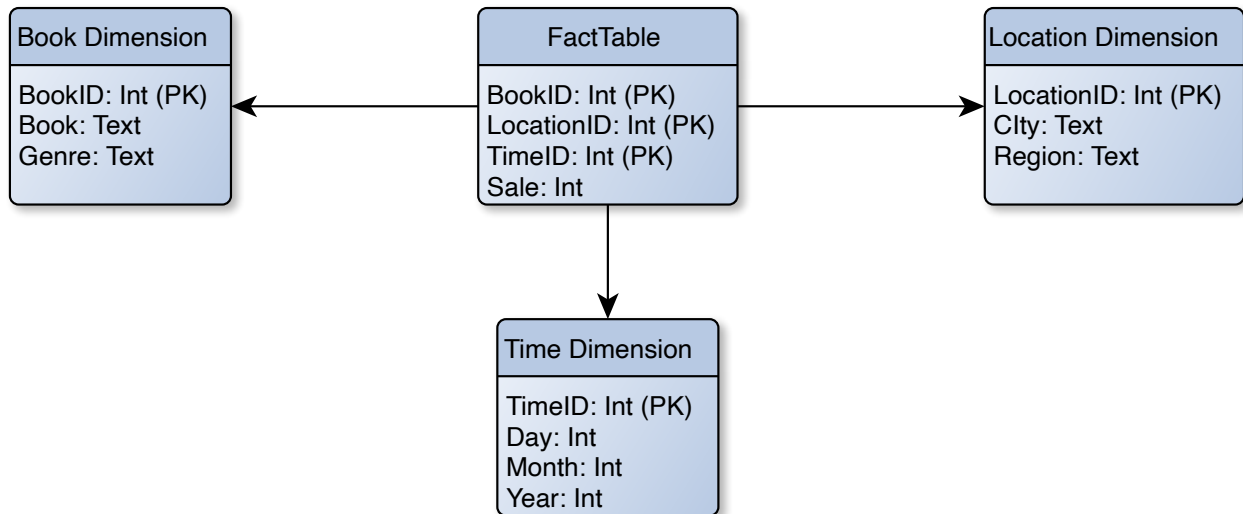 Book Dimension
BookID: Int (PK)
Book: Text
Genre: Text
FactTable
BookID: Int (PK)
LocationID: Int (PK)
TimeID: Int (PK)
Sale: Int
Location Dimension
LocationID: Int (PK)
CIty: Text
Region: Text
Time Dimension
TimeID: Int (PK)
Day: Int
Month: Int
Year: Int